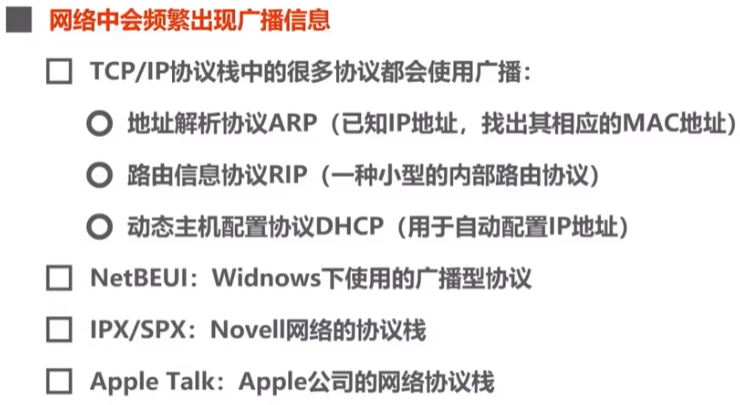 网络中会频繁出现广播信息
TCP/IP协议栈中的很多协议都会使用广播：
地址解析协议ARP（已知IP地址，找出其相应的MAC地址）
路由信息协议RIP（一种小型的内部路由协议）
动态主机配置协议DHCP（用于自动配置IP地址）
NetBEUI：Widnows下使用的广播型协议
IPX/SPX：Novell网络的协议栈
Apple Talk：Apple公司的网络协议栈